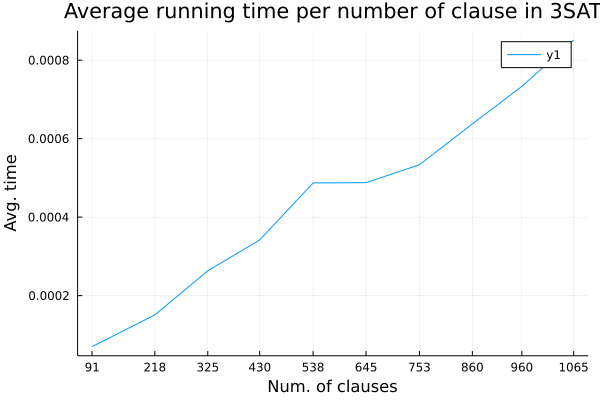 Average running time per number of clause in 3SAT
y1
0.0008
0.0006
0.0004
0.0002
Avg. time
91 218 325 430 538 645 753 860 960 1065
Num. of clauses